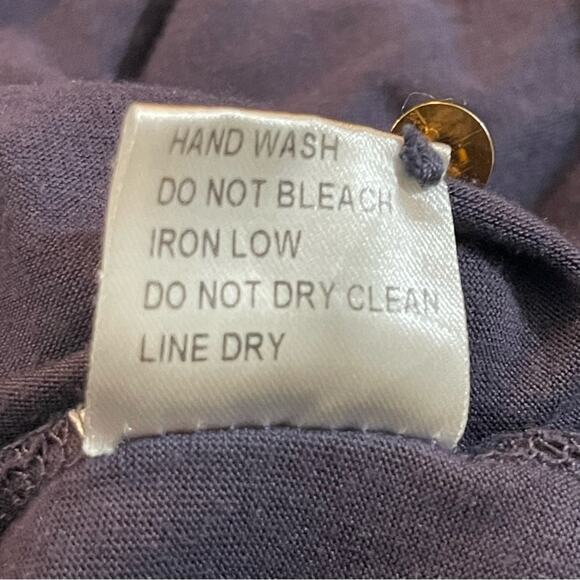 HAND WASH
DO NOT BLEACH
IRON LOW
DO NOT DRY CLEAN
LINE DRY